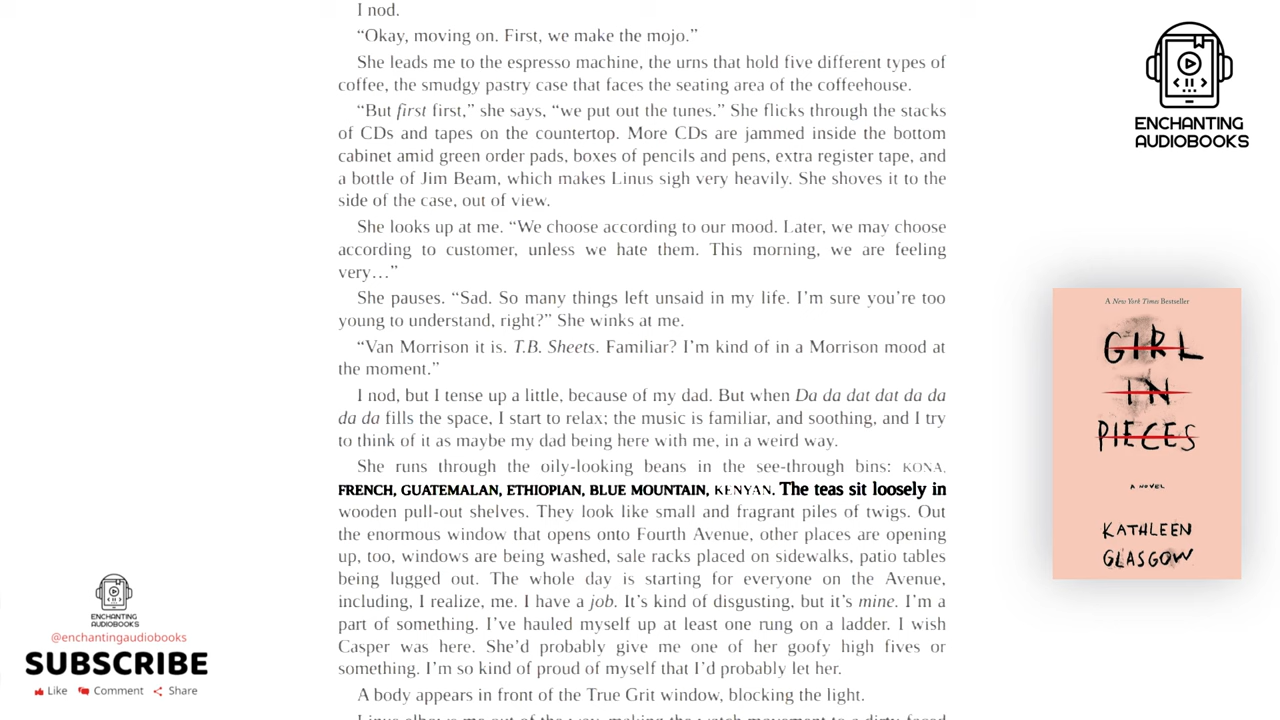 I nod.
“Okay, moving on. First, we make the mojo.”
She leads me to the espresso machine, the urns that hold five different types of
coffee, the smudgy pastry case that faces the seating area of the coffeehouse.
“But first first,” she says, “we put out the tunes.” She flicks through the stacks
of CDs and tapes on the countertop. More CDs are jammed inside the bottom
cabinet amid green order pads, boxes of pencils and pens, extra register tape, and
a bottle of Jim Beam, which makes Linus sigh very heavily. She shoves it to the
side of the case, out of view.
She looks up at me. “We choose according to our mood. Later, we may choose
according to customer, unless we hate them. This morning, we are feeling
very…”
She pauses. “Sad. So many things left unsaid in my life. I’m sure you’re too
young to understand, right?” She winks at me.
“Van Morrison it is. T.B. Sheets. Familiar? I’m kind of in a Morrison mood at
the moment.”
I nod, but I tense up a little, because of my dad. But when Da da dat dat da da
da da fills the space, I start to relax; the music is familiar, and soothing, and I try
to think of it as maybe my dad being here with me, in a weird way.
She runs through the oily-looking beans in the see-through bins: KONA,
FRENCH, GUATEMALAN, ETHIOPIAN, BLUE MOUNTAIN, KENYAN. The teas sit loosely in
wooden pull-out shelves. They look like small and fragrant piles of twigs. Out
the enormous window that opens onto Fourth Avenue, other places are opening
up, too, windows are being washed, sale racks placed on sidewalks, patio tables
being lugged out. The whole day is starting for everyone on the Avenue,
including, I realize, me. I have a job. It’s kind of disgusting, but it’s mine. I’m a
part of something. I’ve hauled myself up at least one rung on a ladder. I wish
Casper was here. She’d probably give me one of her goofy high fives or
something. I’m so kind of proud of myself that I’d probably let her.
A body appears in front of the True Grit window, blocking the light.
ENCHANTING
AUDIOBOOKS
A New York Times Bestseller
GIRL
IN
PIECES
A NOVEL
KATHLEEN
GLASGOW
ENCHANTING
AUDIOBOOKS
@enchantingaudiobooks
SUBSCRIBE
Like Comment Share